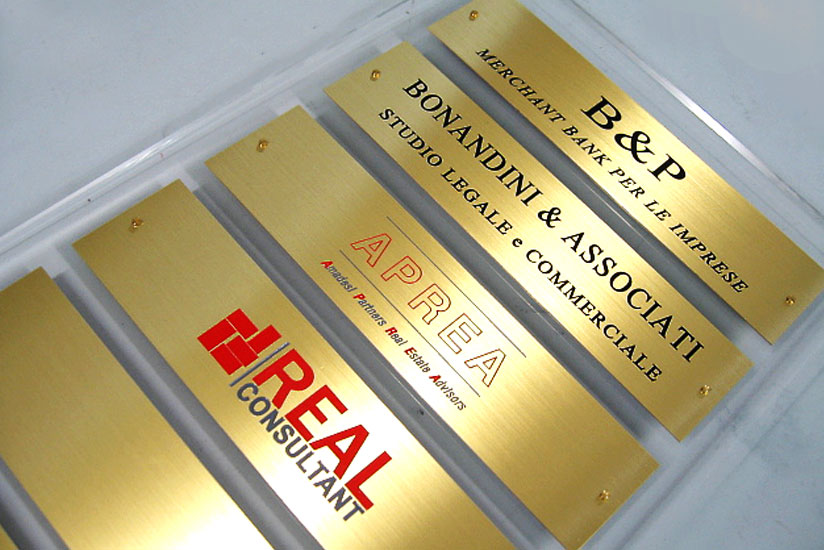 B&P
MERCHANT BANK PER LE IMPRESE
BONANDINI & ASSOCIATI
STUDIO LEGALE e COMMERCIALE
APREA
Amadesi Partners Real Estate Advisors
REAL
CONSULTANT